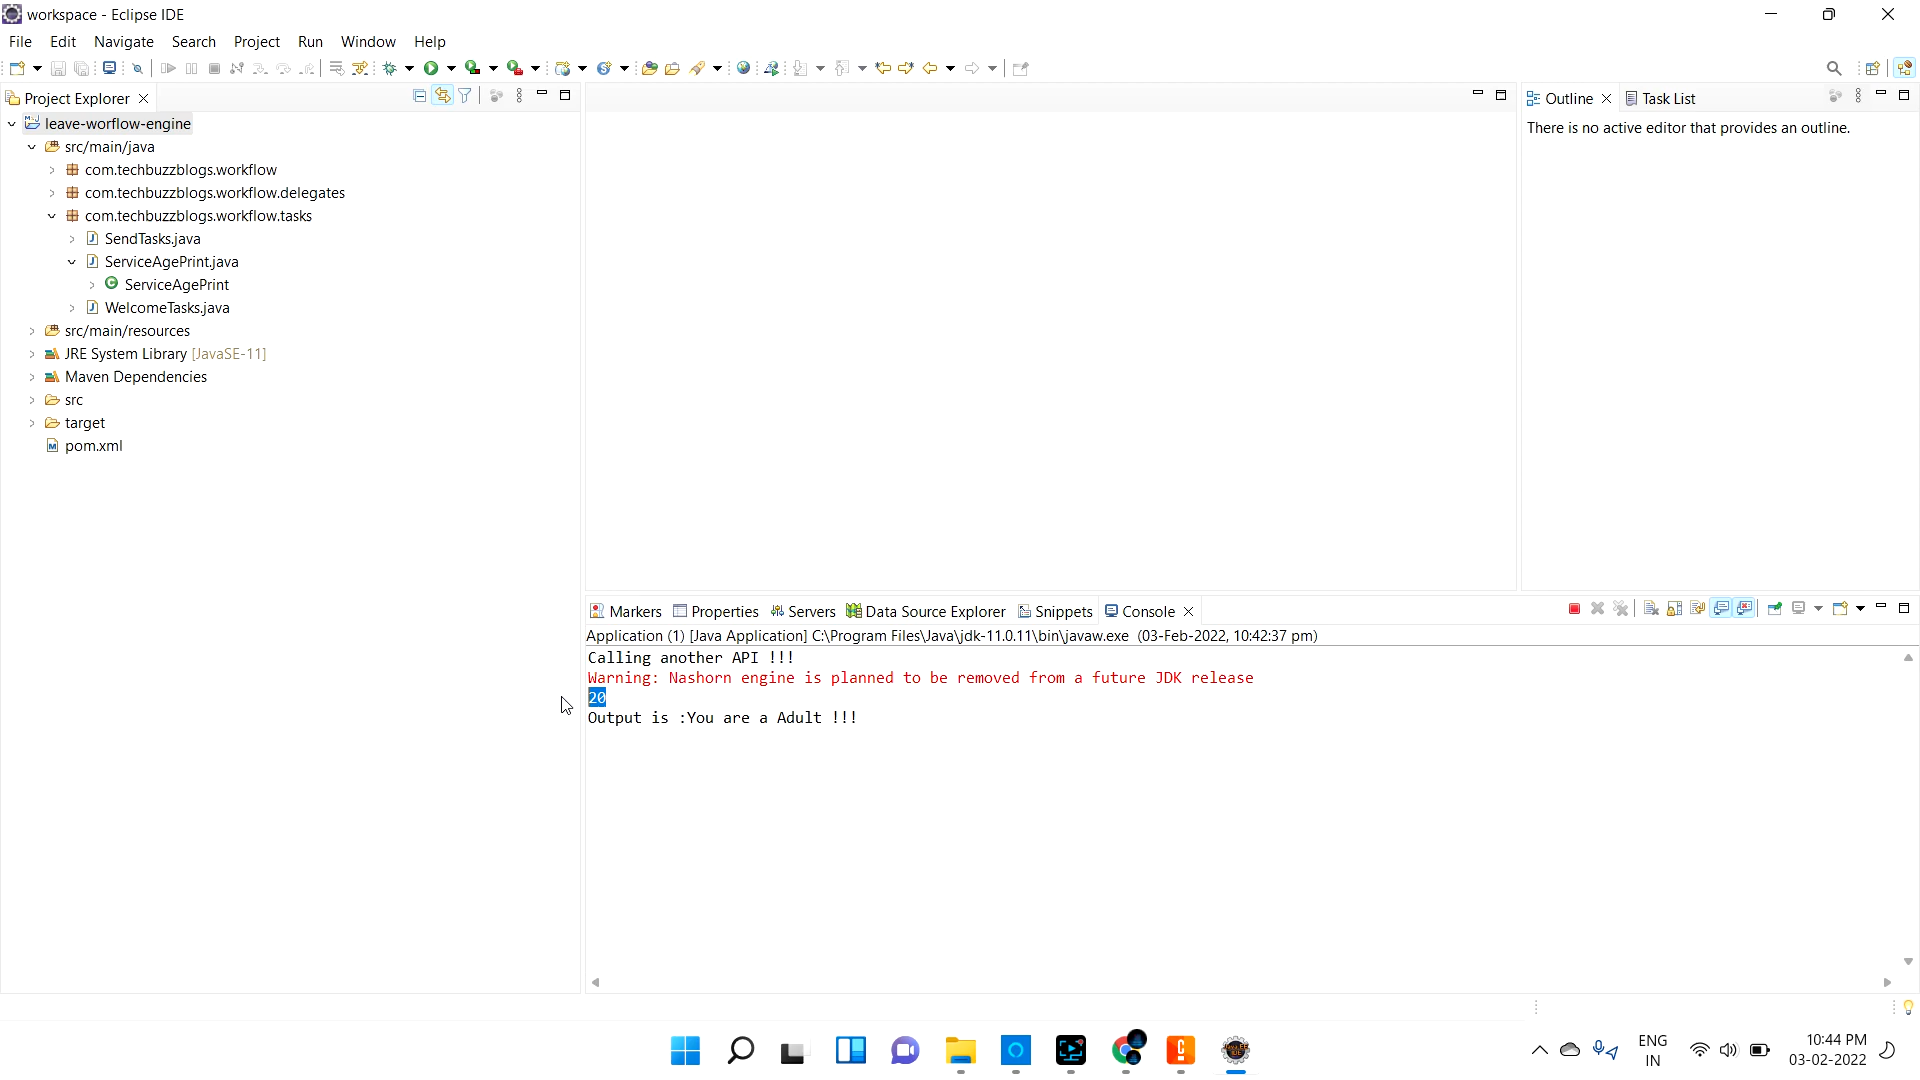 workspace - Eclipse IDE
File Edit Navigate Search Project Run Window Help
Project Explorer
leave-worflow-engine
src/main/java
com.techbuzzblogs.workflow
com.techbuzzblogs.workflow.delegates
com.techbuzzblogs.workflow.tasks
SendTasks.java
ServiceAgePrint.java
ServiceAgePrint
WelcomeTasks.java
src/main/resources
JRE System Library [JavaSE-11]
Maven Dependencies
src
target
pom.xml
Outline Task List
There is no active editor that provides an outline.
Markers Properties Servers Data Source Explorer Snippets Console
Application (1) [Java Application] C:\Program Files\Java\jdk-11.0.11\bin\javaw.exe (03-Feb-2022, 10:42:37 pm)
Calling another API !!!
Warning: Nashorn engine is planned to be removed from a future JDK release
20
Output is :You are a Adult !!!
ENG
IN
10:44 PM
03-02-2022